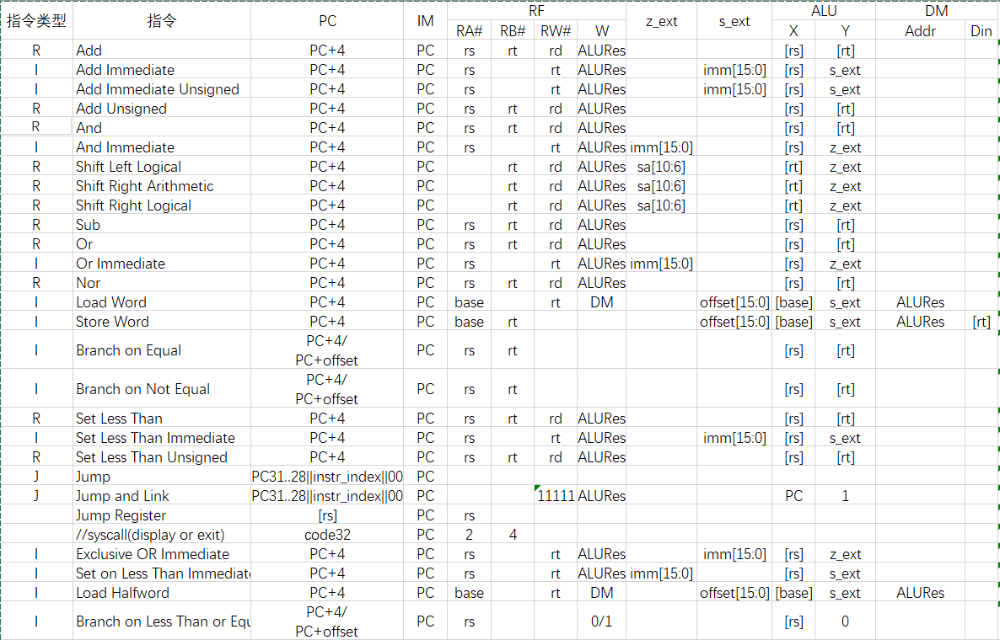 指令类型 指令 PC IM RF z_ext s_ext ALU DM
RA# RB# RW# W X Y Addr Din
R Add PC+4 PC rs rt rd ALURes [rs] [rt]
I Add Immediate PC+4 PC rs rt ALURes imm[15:0] [rs] s_ext
I Add Immediate Unsigned PC+4 PC rs rt ALURes imm[15:0] [rs] s_ext
R Add Unsigned PC+4 PC rs rt rd ALURes [rs] [rt]
R And PC+4 PC rs rt rd ALURes [rs] [rt]
I And Immediate PC+4 PC rs rt ALURes imm[15:0] [rs] z_ext
R Shift Left Logical PC+4 PC rt rd ALURes sa[10:6] [rt] z_ext
R Shift Right Arithmetic PC+4 PC rt rd ALURes sa[10:6] [rt] z_ext
R Shift Right Logical PC+4 PC rt rd ALURes sa[10:6] [rt] z_ext
R Sub PC+4 PC rs rt rd ALURes [rs] [rt]
R Or PC+4 PC rs rt rd ALURes [rs] [rt]
I Or Immediate PC+4 PC rs rt ALURes imm[15:0] [rs] z_ext
R Nor PC+4 PC rs rt rd ALURes [rs] [rt]
I Load Word PC+4 PC base rt DM offset[15:0] [base] s_ext ALURes
I Store Word PC+4 PC base rt offset[15:0] [base] s_ext ALURes [rt]
I Branch on Equal PC+4/
PC+offset PC rs rt [rs] [rt]
I Branch on Not Equal PC+4/
PC+offset PC rs rt [rs] [rt]
R Set Less Than PC+4 PC rs rt rd ALURes [rs] [rt]
I Set Less Than Immediate PC+4 PC rs rt ALURes imm[15:0] [rs] s_ext
R Set Less Than Unsigned PC+4 PC rs rt rd ALURes [rs] [rt]
J Jump PC31..28||instr_index||00 PC
J Jump and Link PC31..28||instr_index||00 PC 11111 ALURes PC 1
Jump Register [rs] PC rs
//syscall(display or exit) code32 PC 2 4
I Exclusive OR Immediate PC+4 PC rs rt ALURes imm[15:0] [rs] z_ext
I Set on Less Than Immediat PC+4 PC rs rt ALURes imm[15:0] [rs] s_ext
I Load Halfword PC+4 PC base rt DM offset[15:0] [base] s_ext ALURes
I Branch on Less Than or Equ PC+4/
PC+offset PC rs 0/1 [rs] 0